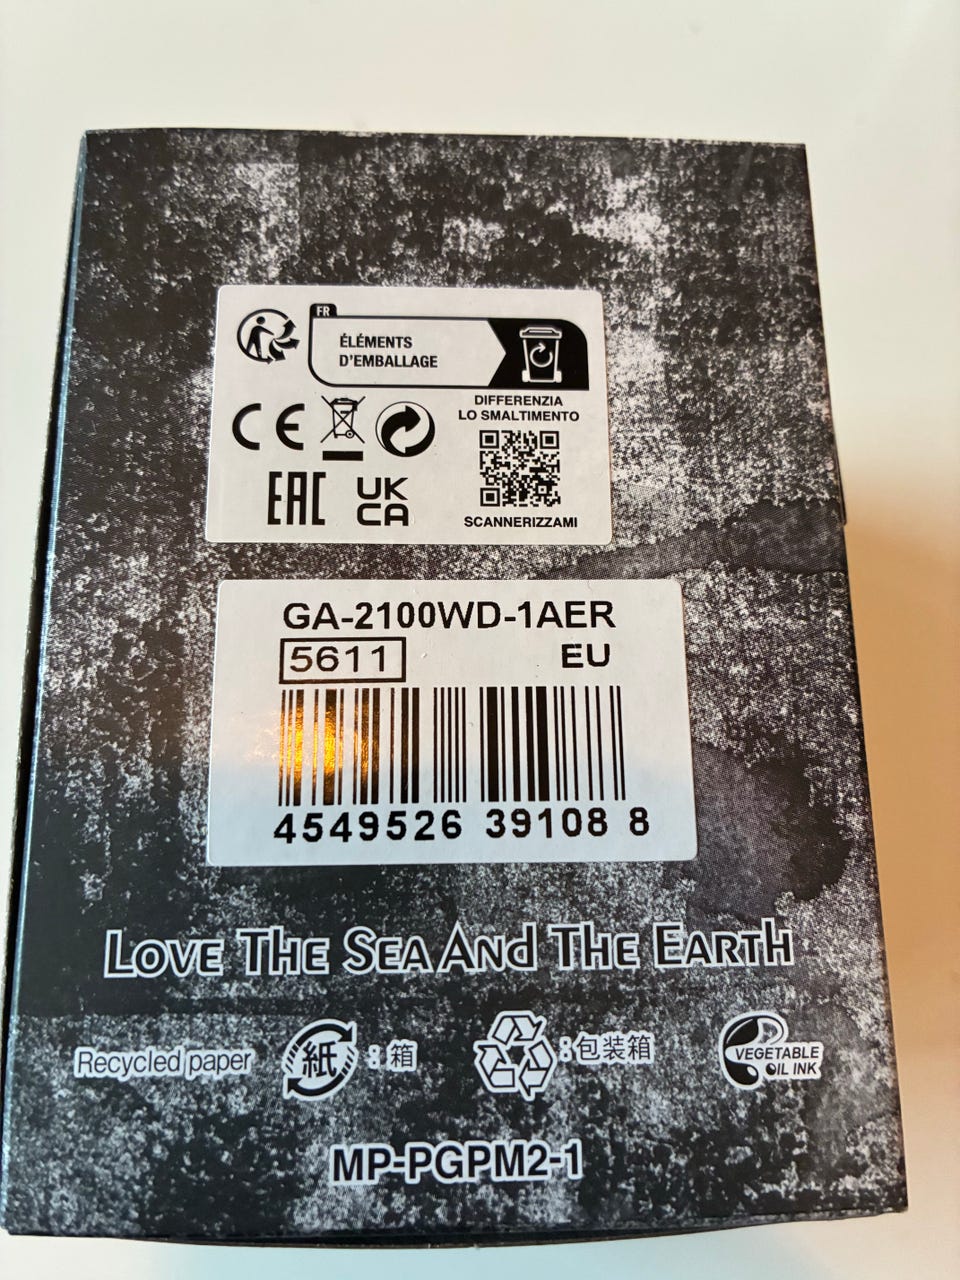 FR
ÉLÉMENTS
D'EMBALLAGE
DIFFERENZIA
LO SMALTIMENTO
CE
EAC
UK
CA
SCANNERIZZAMI
GA-2100WD-1AER
5611 EU
4549526 39108 8
LOVE THE SEA AND THE EARTH
Recycled paper 紙:箱 :包装箱 VEGETABLE
OIL INK
MP-PGPM2-1